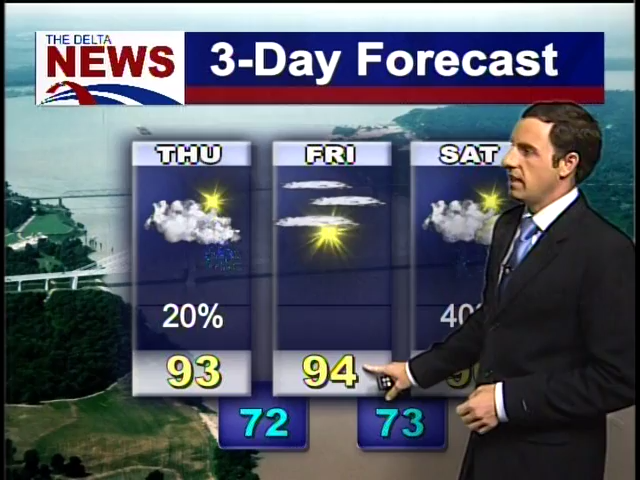 THE DELTA
NEWS
3-Day Forecast
THU
FRI
SAT
20%
93
94
72
73